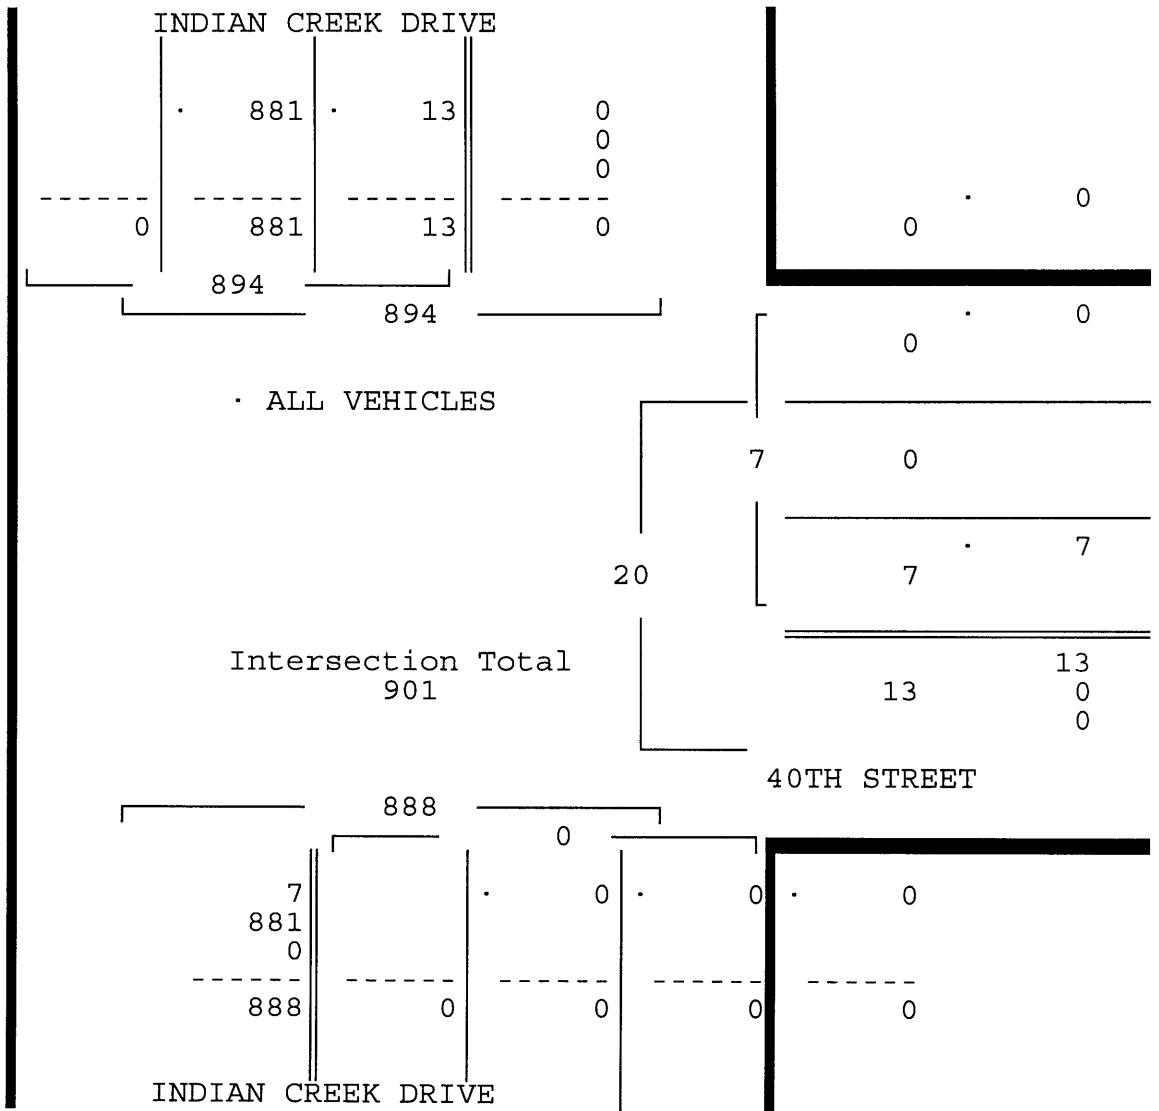 INDIAN CREEK DRIVE
· 881 · 13 0
0
0
------ ------ ------ ------ · 0
0 881 13 0 0
894
894 · 0
0
· ALL VEHICLES
7 0
· 7
20 7
Intersection Total 13
901 13 0
0
40TH STREET
888
0
7 · 0 · 0 · 0
881
0
------ ------ ------ ------ ------
888 0 0 0 0
INDIAN CREEK DRIVE